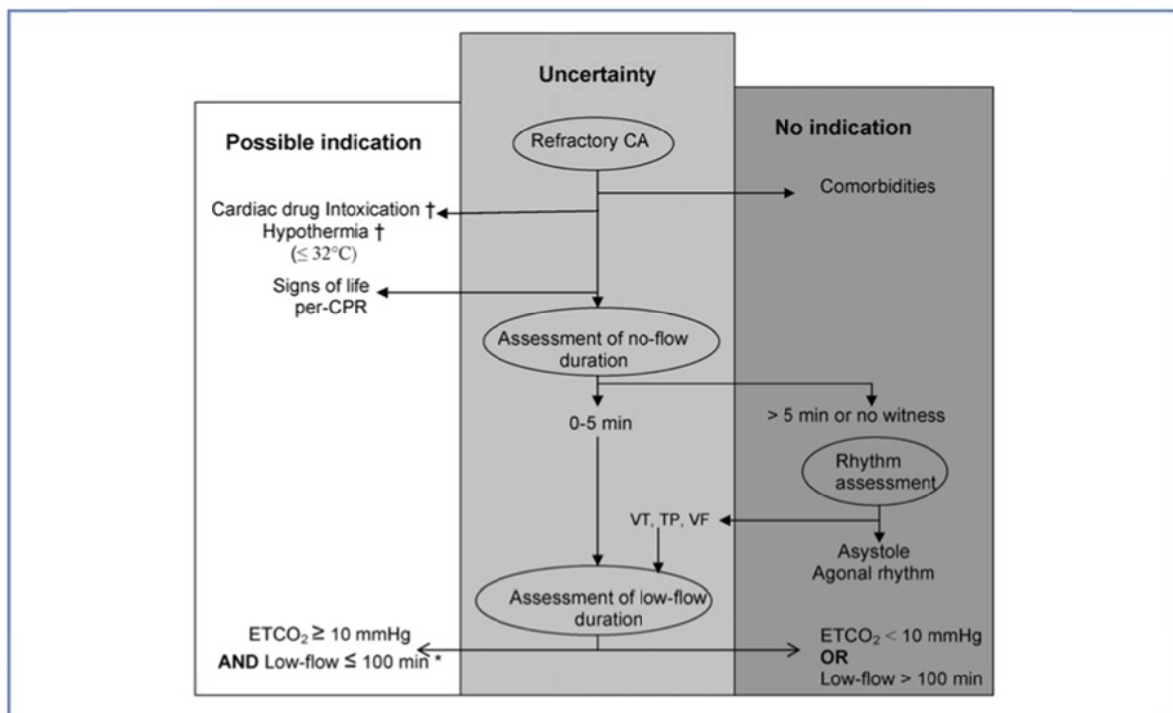 Uncertainty
Possible indication
No indication
Refractory CA
Comorbidities
Cardiac drug Intoxication †
Hypothermia †
(≤ 32°C)
Signs of life
per-CPR
Assessment of no-flow
duration
0-5 min
> 5 min or no witness
Rhythm
assessment
VT, TP, VF
Asystole
Agonal rhythm
Assessment of low-flow
duration
ETCO₂ ≥ 10 mmHg
AND Low-flow ≤ 100 min *
ETCO₂ < 10 mmHg
OR
Low-flow > 100 min